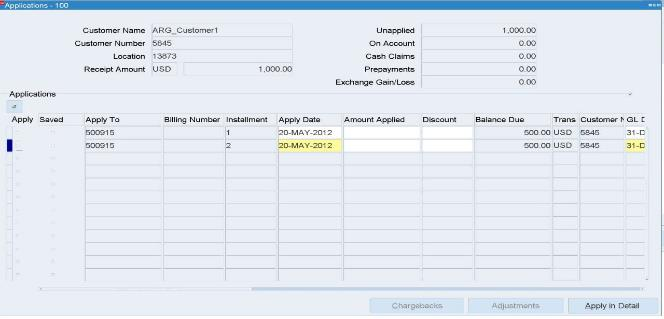 Applications - 100
Customer Name ARG_Customer1 Unapplied 1,000.00
Customer Number 5845 On Account 0.00
Location 13873 Cash Claims 0.00
Receipt Amount USD 1,000.00 Prepayments 0.00
Exchange Gain/Loss 0.00
Applications
Apply Saved Apply To Billing Number Installment Apply Date Amount Applied Discount Balance Due Trans Customer N GL D
500915 1 20-MAY-2012 500.00 USD 5845 31-D
500915 2 20-MAY-2012 500.00 USD 5845 31-D
Chargebacks Adjustments Apply in Detail